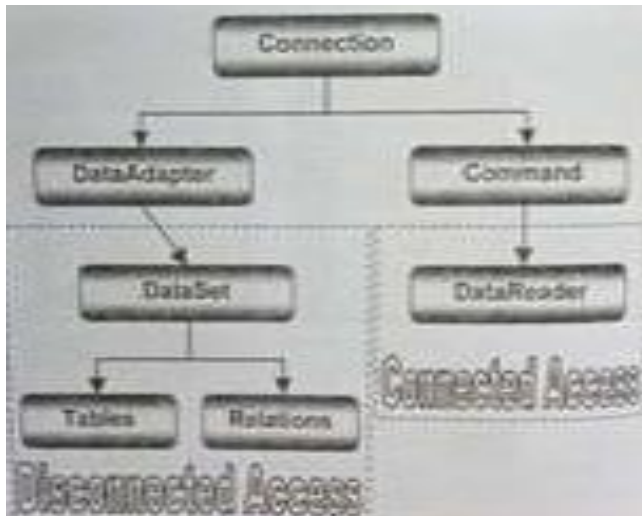 Connection
DataAdapter
Command
DataSet
DataReader
Connected Access
Tables
Relations
Disconnected Access